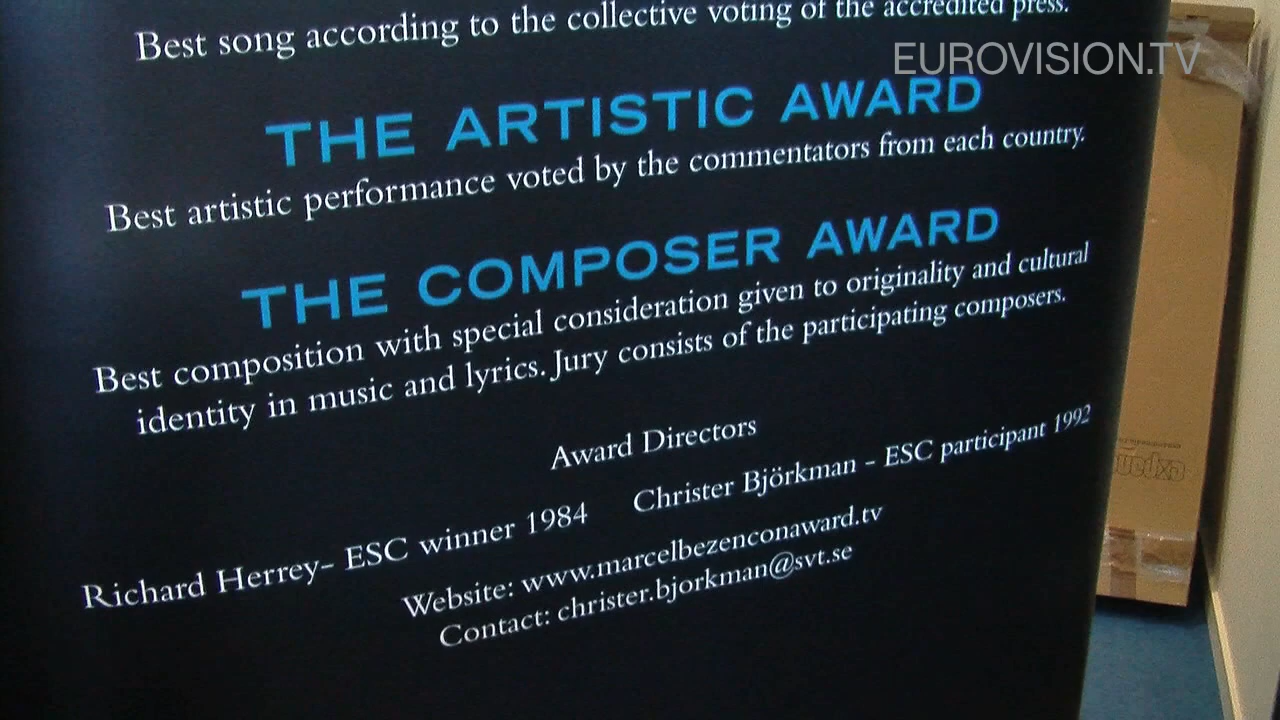 Best song according to the collective voting of the accredited press.
EUROVISION.TV
THE ARTISTIC AWARD
Best artistic performance voted by the commentators from each country.
THE COMPOSER AWARD
Best composition with special consideration given to originality and cultural
identity in music and lyrics. Jury consists of the participating composers.
Award Directors
Richard Herrey- ESC winner 1984 Christer Björkman - ESC participant 1992
Website: www.marcelbezenconaward.tv
Contact: christer.bjorkman@svt.se